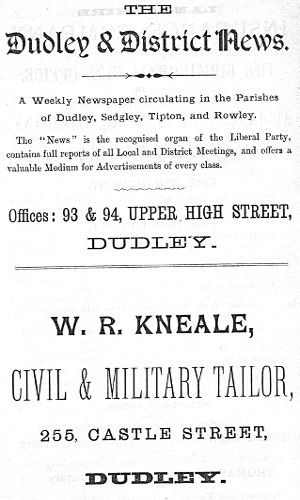 THE
Dudley & District News.
A Weekly Newspaper circulating in the Parishes
of Dudley, Sedgley, Tipton, and Rowley.
The "News" is the recognised organ of the Liberal Party,
contains full reports of all Local and District Meetings, and offers a
valuable Medium for Advertisements of every class.
Offices: 93 & 94, UPPER HIGH STREET,
DUDLEY.
W. R. KNEALE,
CIVIL & MILITARY TAILOR,
255, CASTLE STREET,
DUDLEY.